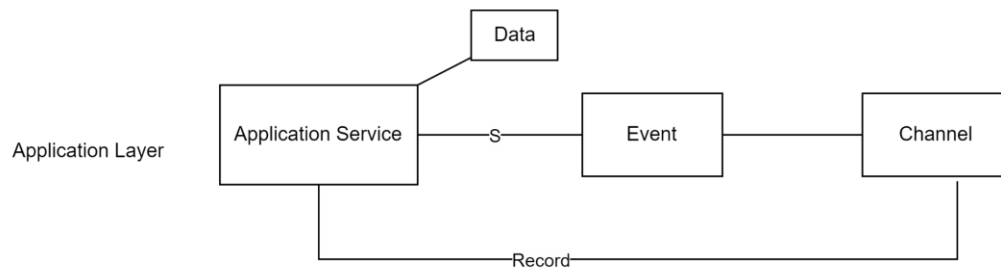 Data
Application Service
S
Event
Channel
Application Layer
Record